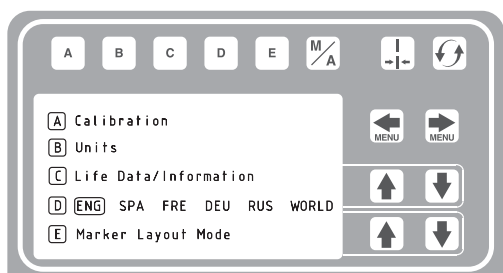 A B C D E M/A
MENU MENU
A Calibration
B Units
C Life Data/Information
D ENG SPA FRE DEU RUS WORLD
E Marker Layout Mode